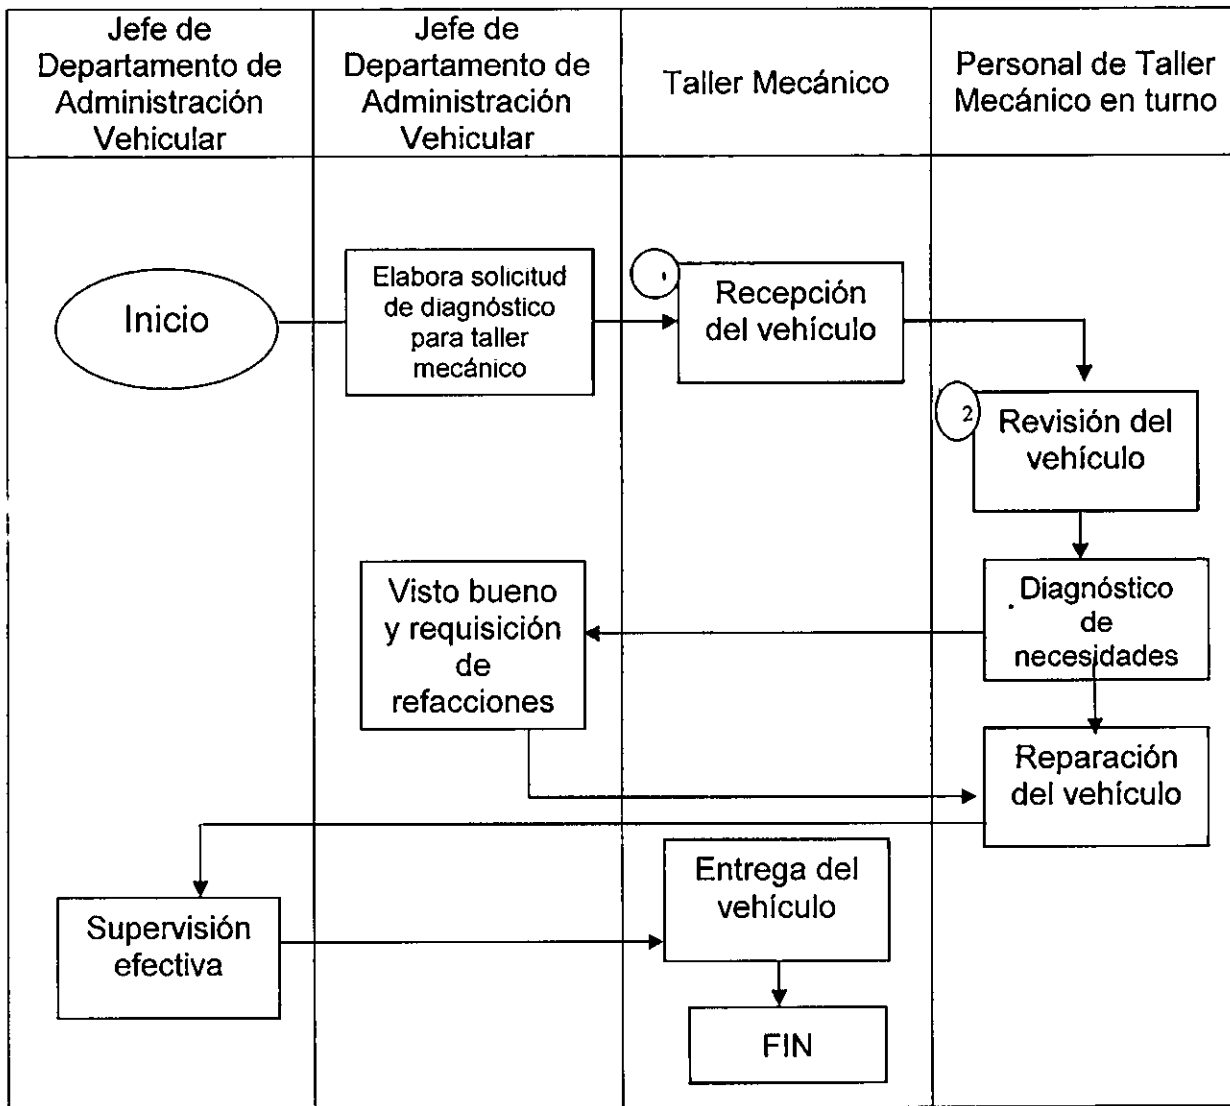 Jefe de
Departamento de
Administración
Vehicular
Jefe de
Departamento de
Administración
Vehicular
Taller Mecánico
Personal de Taller
Mecánico en turno
Inicio
Elabora solicitud
de diagnóstico
para taller
mecánico
Recepción
del vehículo
2
Revisión del
vehículo
Visto bueno
y requisición
de
refacciones
Diagnóstico
de
necesidades
Reparación
del vehículo
Supervisión
efectiva
Entrega del
vehículo
FIN